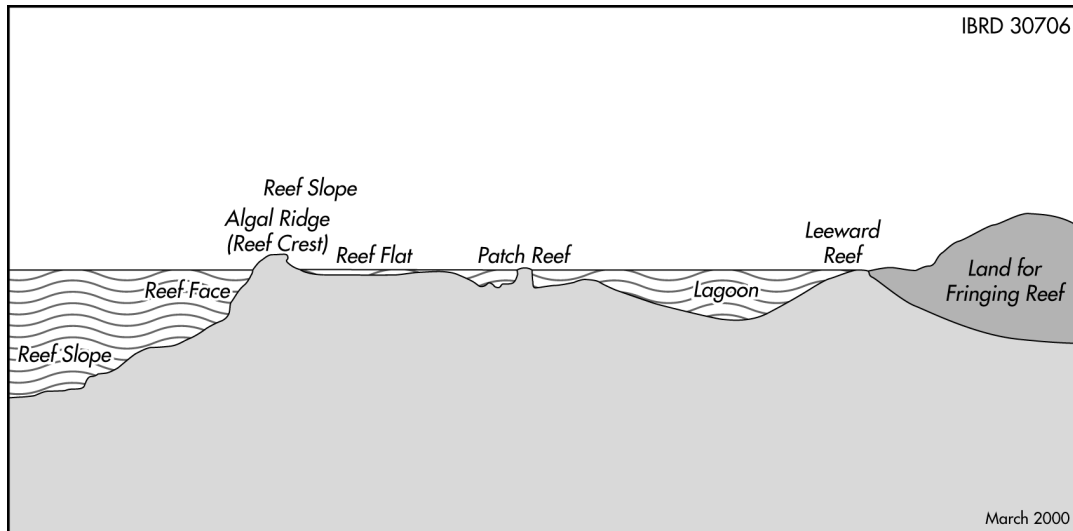 IBRD 30706
Reef Slope
Algal Ridge
(Reef Crest)
Reef Flat
Patch Reef
Leeward
Reef
Land for
Fringing Reef
Reef Face
Lagoon
Reef Slope
March 2000